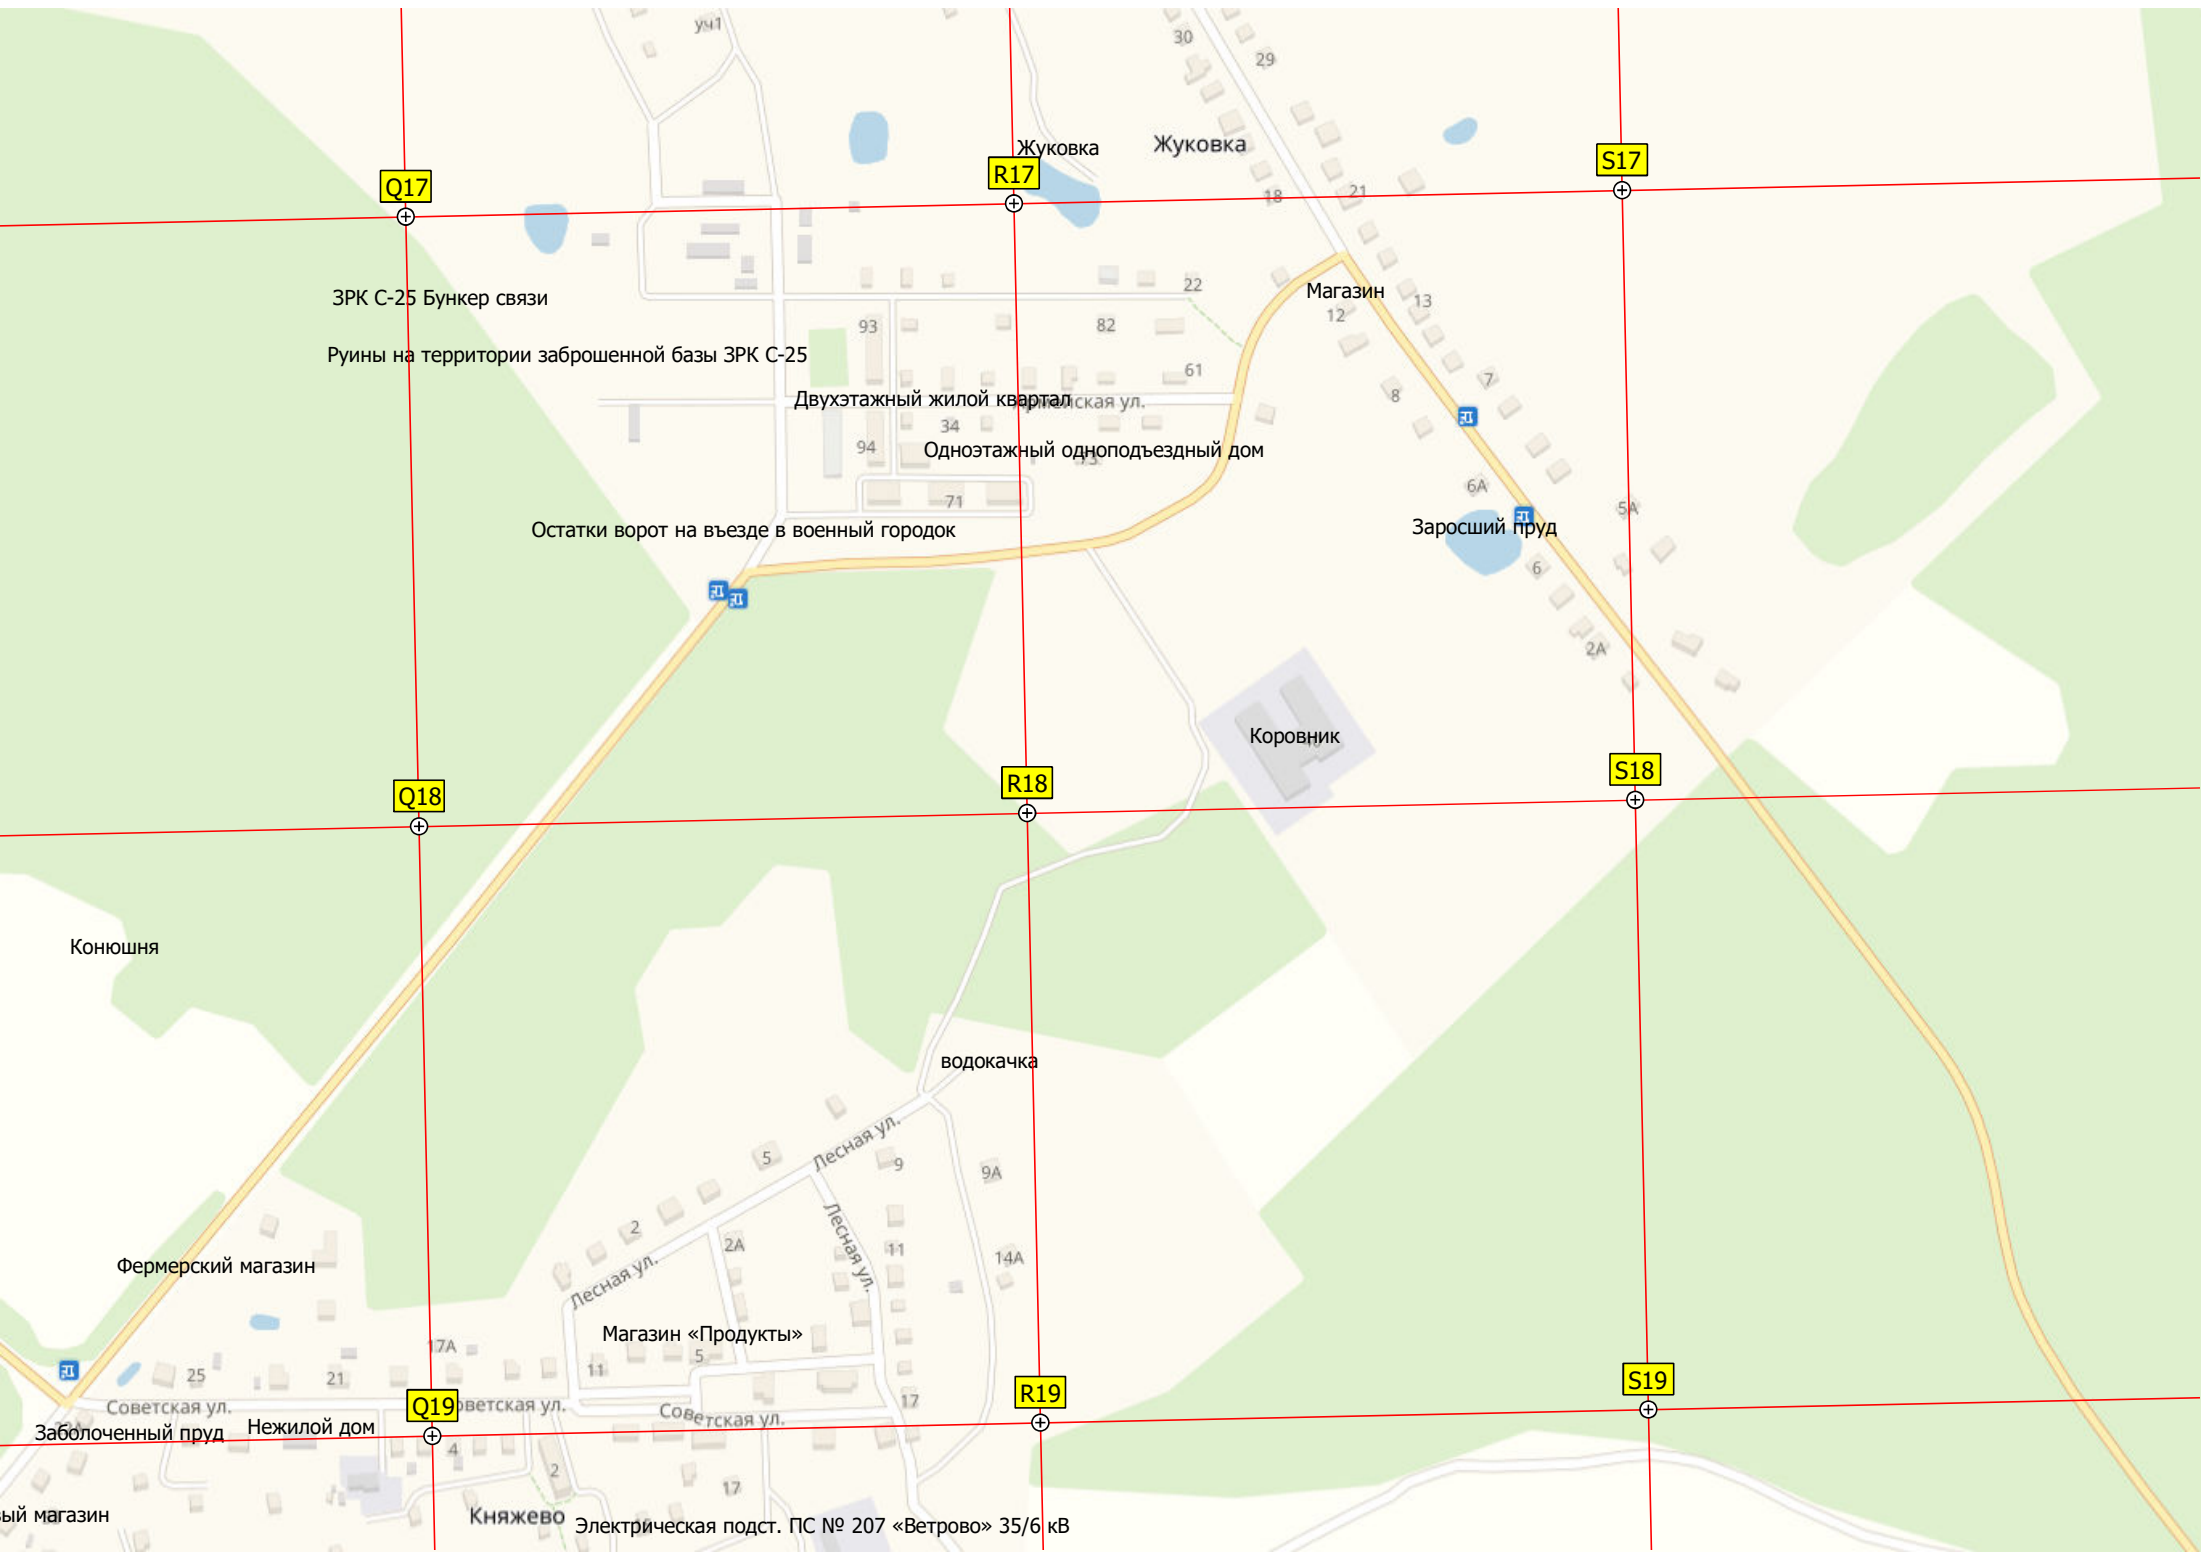 уч1
30
29
Жуковка
Жуковка
Q17
R17
S17
18
21
22
ЗРК С-25 Бункер связи
Магазин
13
12
93
82
Руины на территории заброшенной базы ЗРК С-25
61
7
8
Двухэтажный жилой квартал
Армейская ул.
34
94
Одноэтажный одноподъездный дом
73
6А
71
5А
Остатки ворот на въезде в военный городок
Заросший пруд
6
2А
Коровник
Q18
R18
S18
Конюшня
водокачка
Лесная ул.
5
9
9А
2
Лесная ул.
2А
11
14А
Фермерский магазин
Лесная ул.
Магазин «Продукты»
17А
5
11
25
21
Q19
R19
S19
Советская ул.
Советская ул.
Советская ул.
17
Заболоченный пруд
Нежилой дом
4
2
17
ый магазин
Княжево
Электрическая подст. ПС № 207 «Ветрово» 35/6 кВ